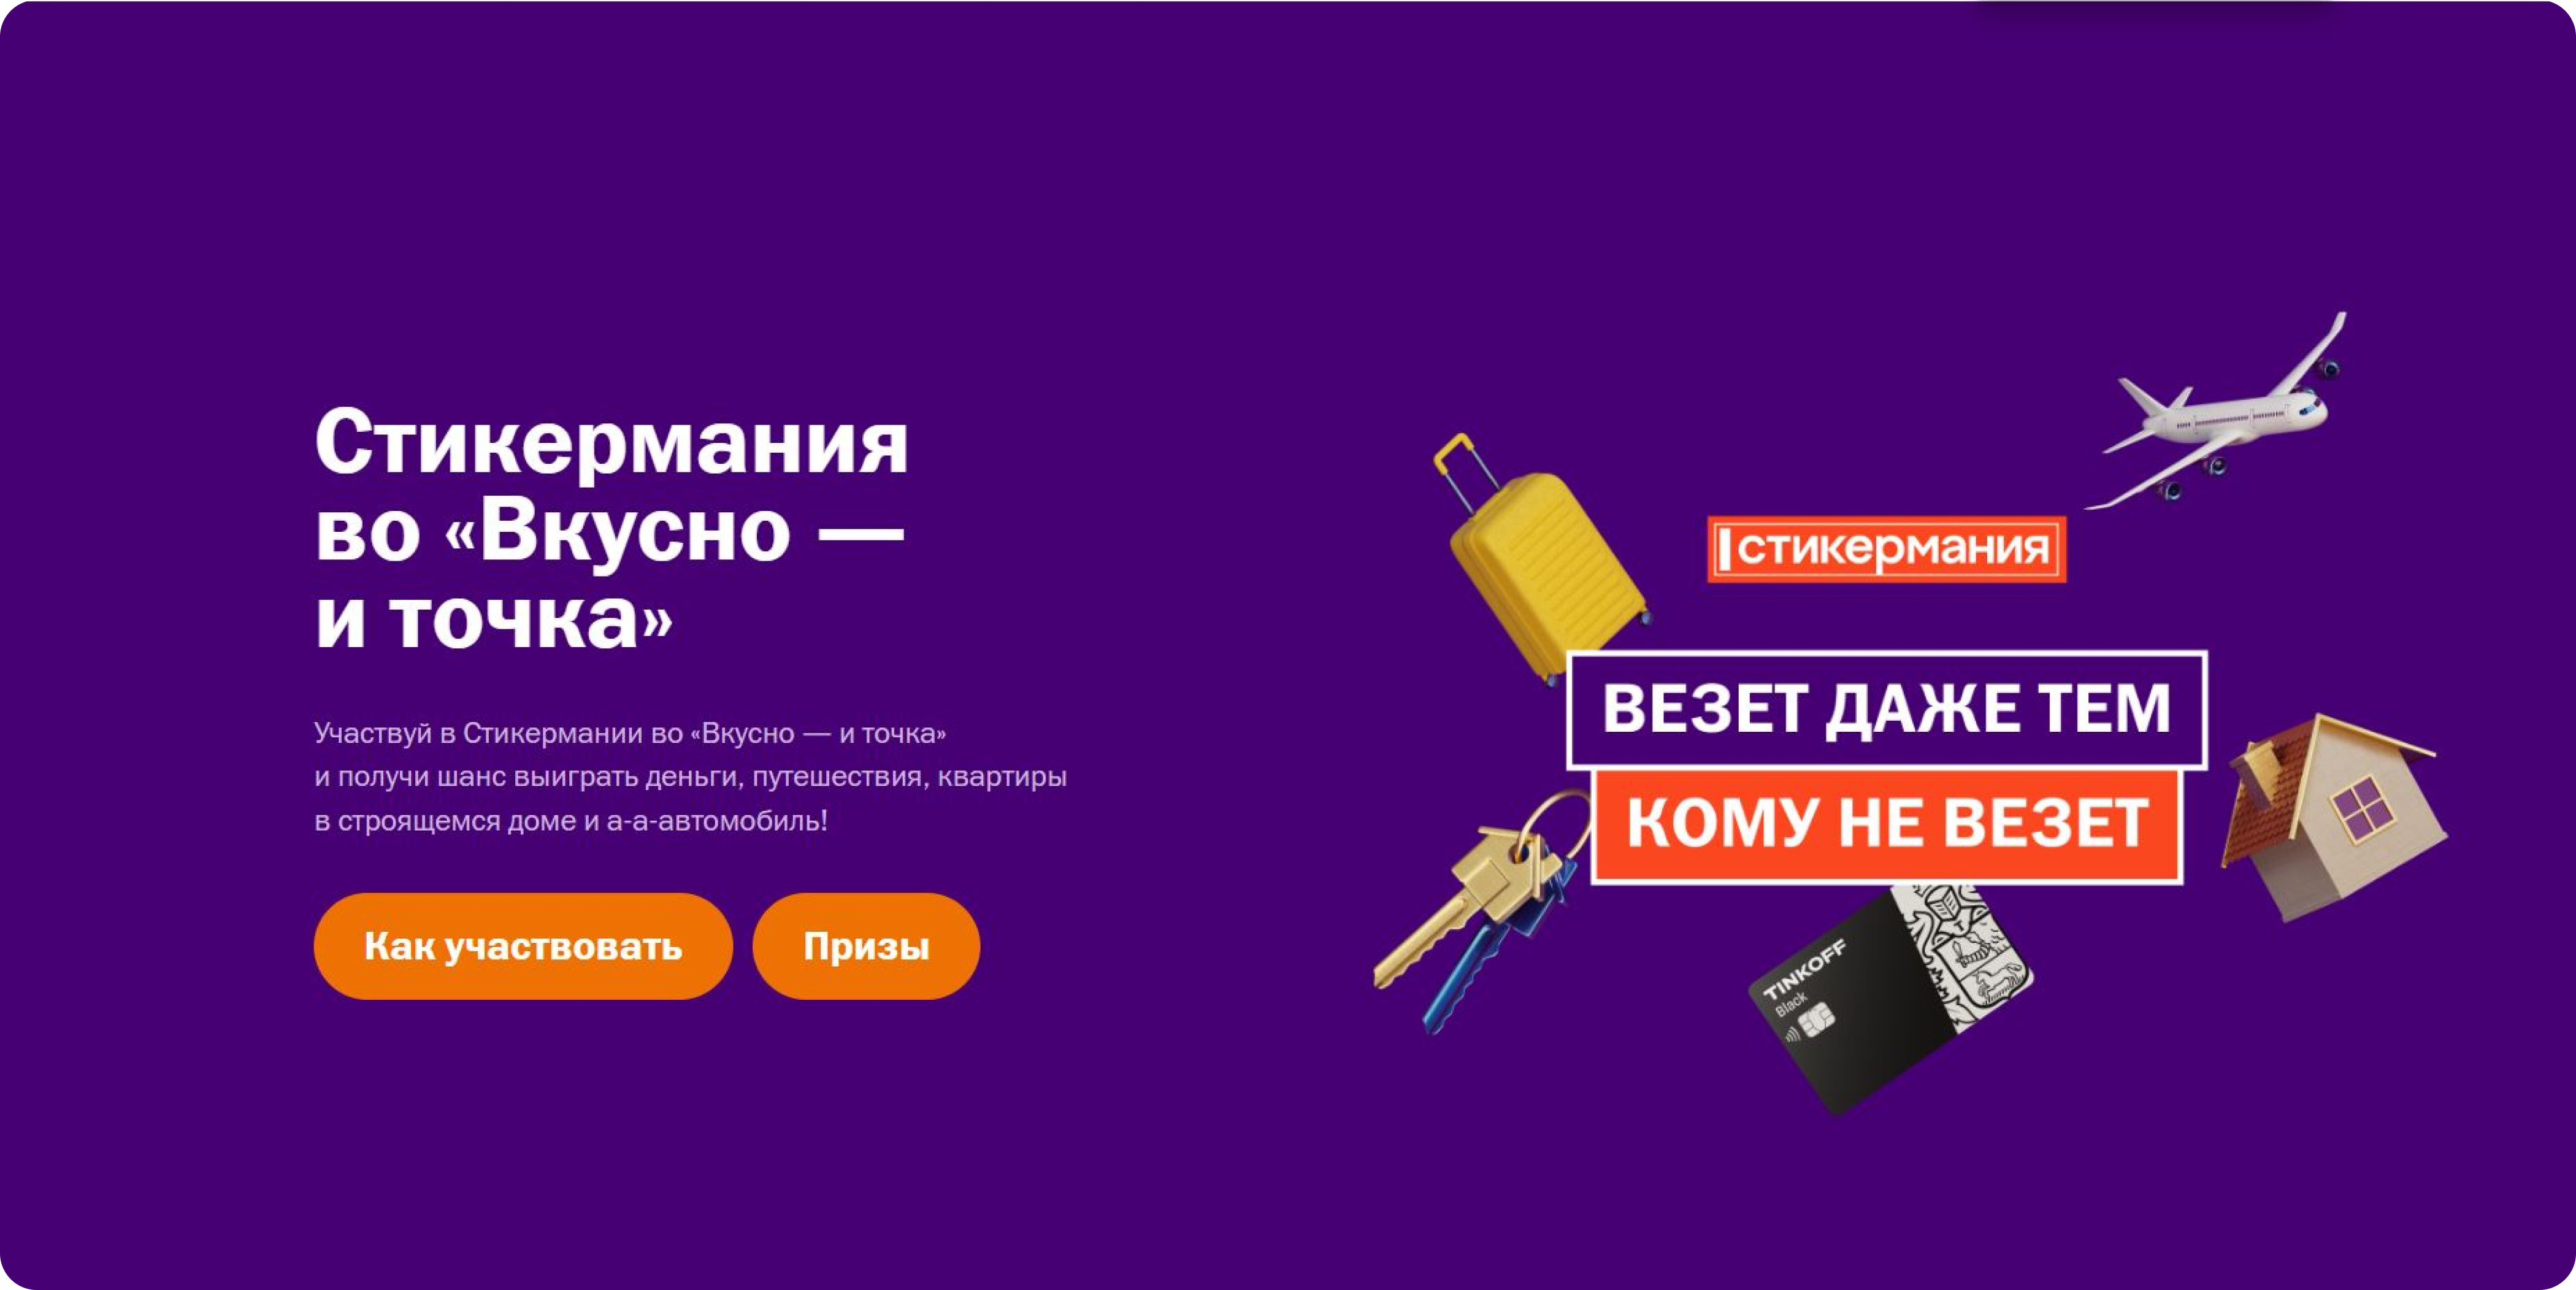 Стикермания
во «Вкусно —
и точка»
Участвуй в Стикермании во «Вкусно — и точка»
и получи шанс выиграть деньги, путешествия, квартиры
в строящемся доме и а-а-автомобиль!
Как участвовать
Призы
стикермания
ВЕЗЕТ ДАЖЕ ТЕМ
КОМУ НЕ ВЕЗЕТ
TINKOFF
Black